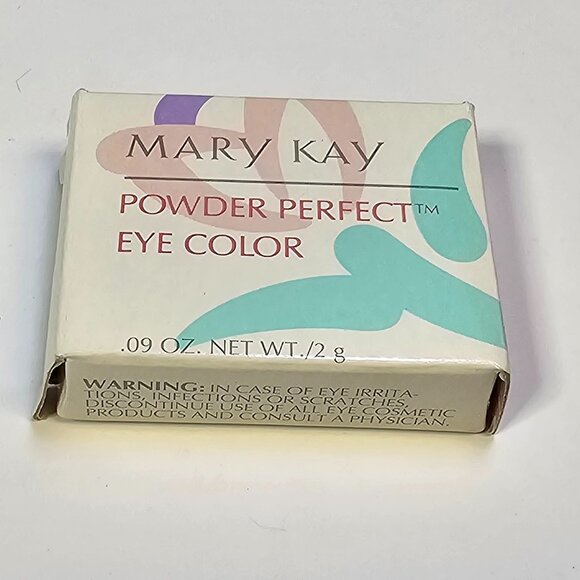 MARY KAY
POWDER PERFECT™
EYE COLOR
.09 OZ. NET WT./2 g
WARNING: IN CASE OF EYE IRRITA-
TIONS, INFECTIONS OR SCRATCHES
DISCONTINUE USE OF ALL EYE COSMETIC
PRODUCTS AND CONSULT A PHYSICIAN.